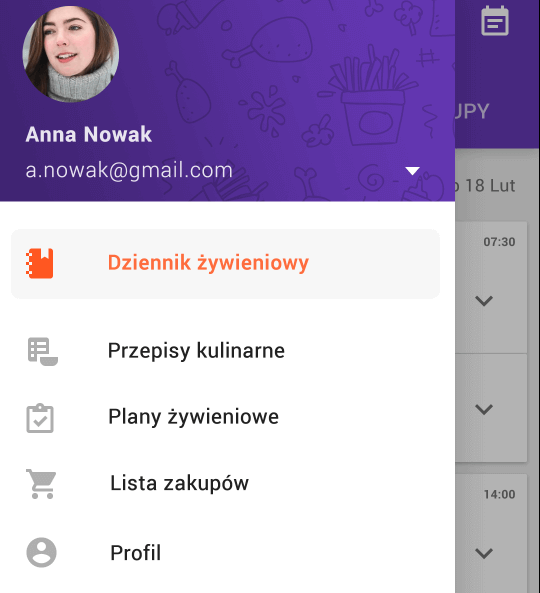 Anna Nowak
a.nowak@gmail.com
18 Lut
07:30
Dziennik żywieniowy
Przepisy kulinarne
Plany żywieniowe
Lista zakupów
14:00
Profil